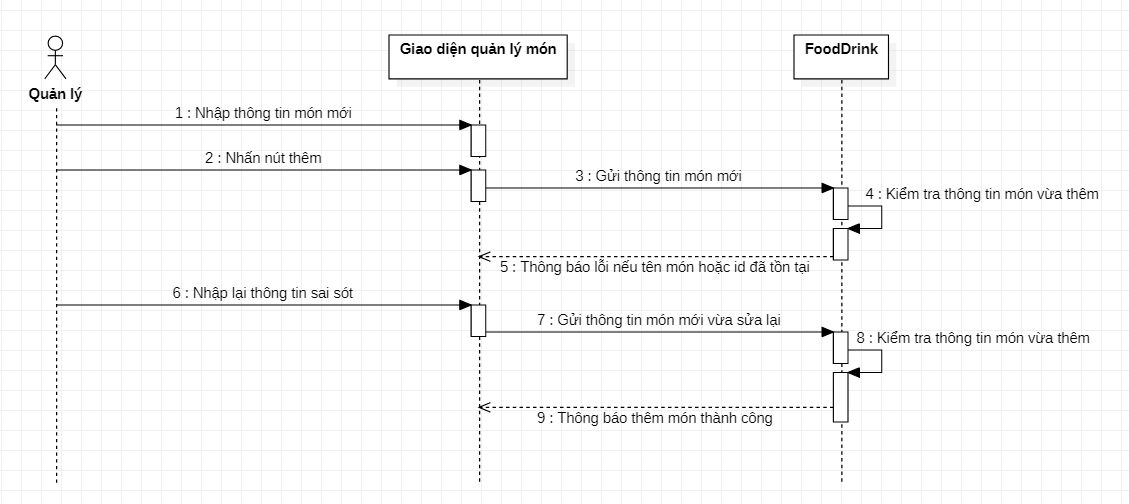 Quản lý
Giao diện quản lý món
FoodDrink
1 : Nhập thông tin món mới
2 : Nhấn nút thêm
3 : Gửi thông tin món mới
4 : Kiểm tra thông tin món vừa thêm
5 : Thông báo lỗi nếu tên món hoặc id đã tồn tại
6 : Nhập lại thông tin sai sót
7 : Gửi thông tin món mới vừa sửa lại
8 : Kiểm tra thông tin món vừa thêm
9 : Thông báo thêm món thành công